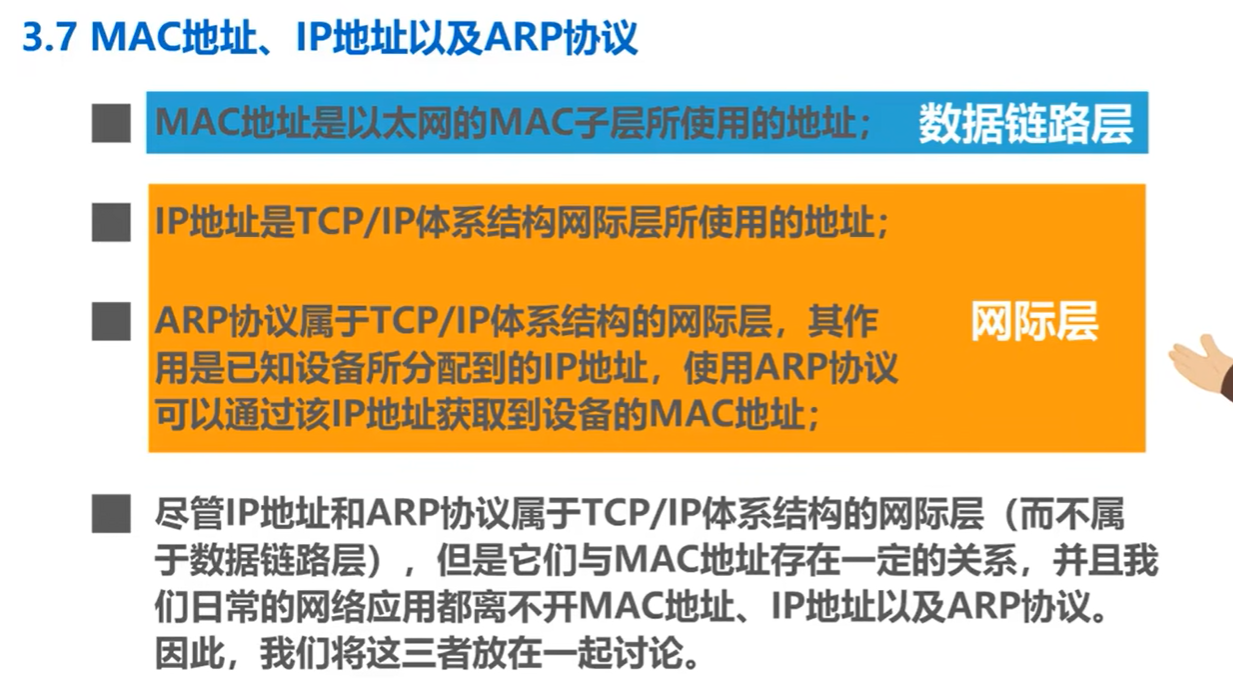 3.7 MAC地址、IP地址以及ARP协议
MAC地址是以太网的MAC子层所使用的地址； 数据链路层
IP地址是TCP/IP体系结构网际层所使用的地址；
ARP协议属于TCP/IP体系结构的网际层，其作
用是已知设备所分配到的IP地址，使用ARP协议
可以通过该IP地址获取到设备的MAC地址；
网际层
尽管IP地址和ARP协议属于TCP/IP体系结构的网际层（而不属
于数据链路层），但是它们与MAC地址存在一定的关系，并且我
们日常的网络应用都离不开MAC地址、IP地址以及ARP协议。
因此，我们将这三者放在一起讨论。